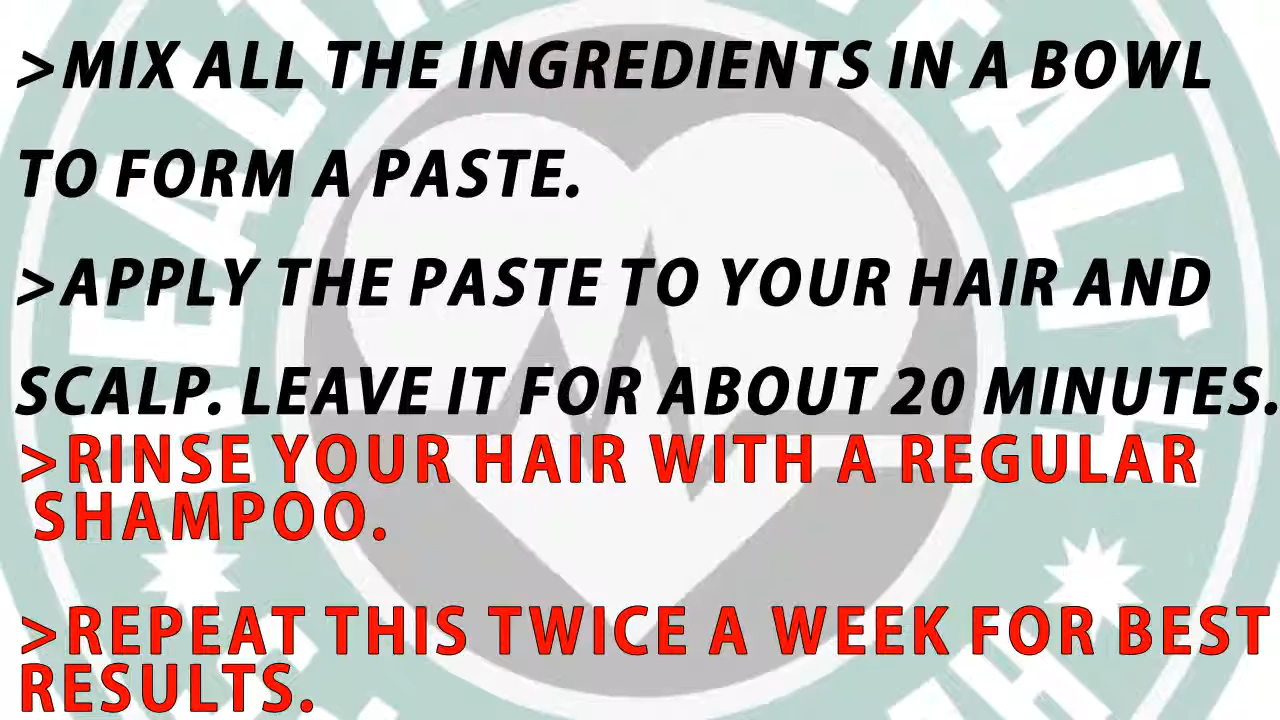 >MIX ALL THE INGREDIENTS IN A BOWL
TO FORM A PASTE.
>APPLY THE PASTE TO YOUR HAIR AND
SCALP. LEAVE IT FOR ABOUT 20 MINUTES.
>RINSE YOUR HAIR WITH A REGULAR
SHAMPOO.
>REPEAT THIS TWICE A WEEK FOR BEST
RESULTS.